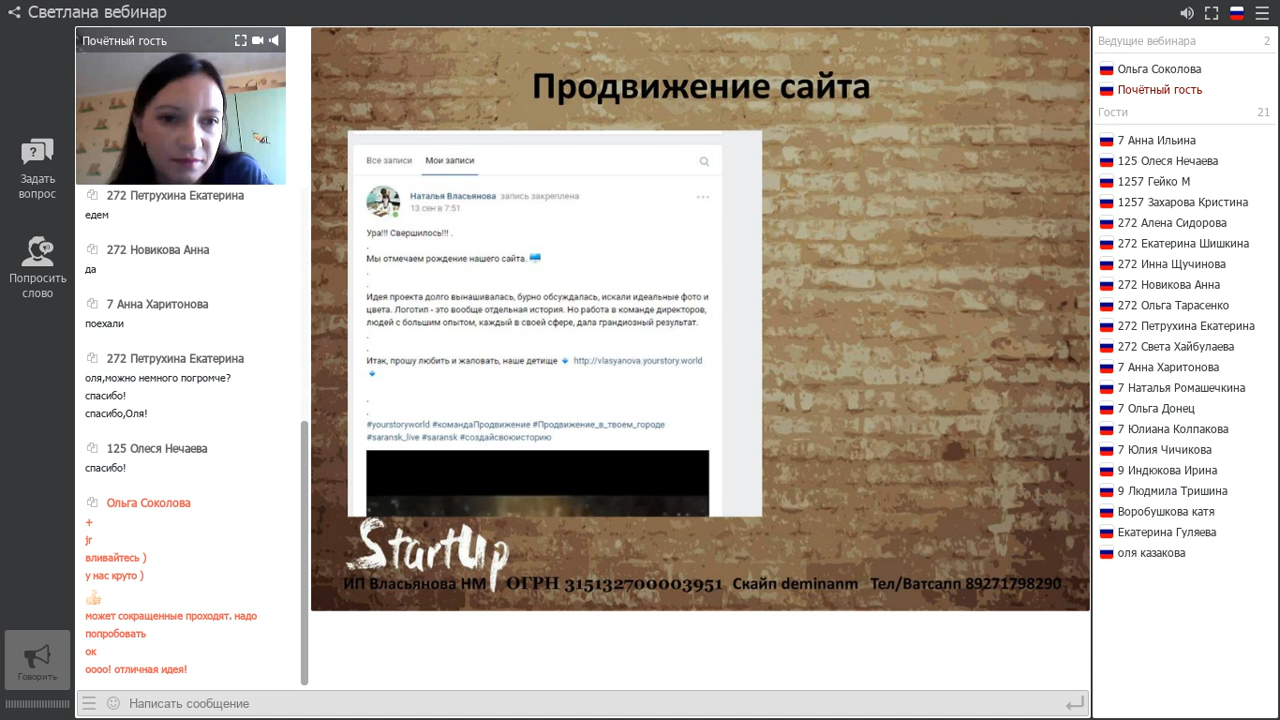 Светлана вебинар
Почётный гость
Задать
вопрос
Попросить
слово
Говорить
272 Петрухина Екатерина
едем
272 Новикова Анна
да
7 Анна Харитонова
поехали
272 Петрухина Екатерина
оля,можно немного погромче?
спасибо!
спасибо,Оля!
125 Олеся Нечаева
спасибо!
Ольга Соколова
+
jr
вливайтесь )
у нас круто )
может сокращенные проходят. надо
попробовать
ок
оооо! отличная идея!
Написать сообщение
Продвижение сайта
Все записи Мои записи
Наталья Власьянова запись закреплена
13 сен в 7:51
Ура!!! Свершилось!!! .
.
Мы отмечаем рождение нашего сайта.
.
.
Идея проекта долго вынашивалась, бурно обсуждалась, искали идеальные фото и
цвета. Логотип - это вообще отдельная история. Но работа в команде директоров,
людей с большим опытом, каждый в своей сфере, дала грандиозный результат.
.
.
Итак, прошу любить и жаловать, наше детище http://vlasyanova.yourstory.world
.
.
#yourstoryworld #командаПродвижение #Продвижение_в_твоем_городе
#saransk_live #saransk #создайсвоюисторию
StartUp
ИП Власьянова НМ ОГРН 315132700003951 Скайп deminanm Тел/Ватсапп 89271798290
Ведущие вебинара 2
Ольга Соколова
Почётный гость
Гости 21
7 Анна Ильина
125 Олеся Нечаева
1257 Гейко М
1257 Захарова Кристина
272 Алена Сидорова
272 Екатерина Шишкина
272 Инна Щучинова
272 Новикова Анна
272 Ольга Тарасенко
272 Петрухина Екатерина
272 Света Хайбулаева
7 Анна Харитонова
7 Наталья Ромашечкина
7 Ольга Донец
7 Юлиана Колпакова
7 Юлия Чичикова
9 Индюкова Ирина
9 Людмила Тришина
Воробушкова катя
Екатерина Гуляева
оля казакова